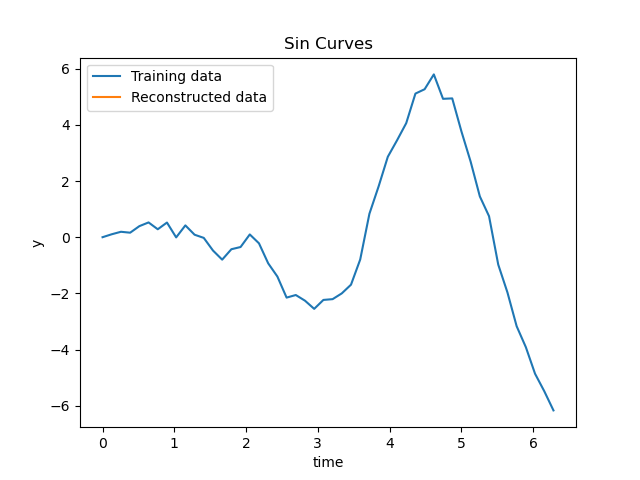 Sin Curves
Training data
Reconstructed data
6
4
2
0
−2
−4
−6
y
0 1 2 3 4 5 6
time